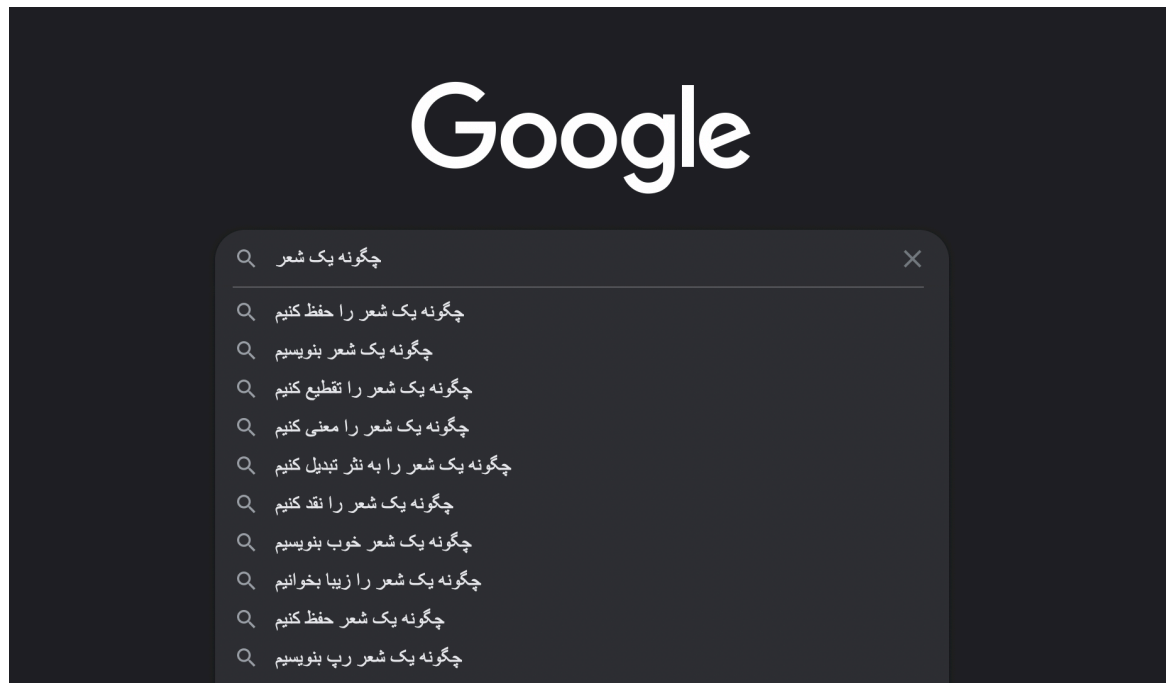 Google
چگونه یک شعر
چگونه یک شعر را حفظ کنیم
چگونه یک شعر بنویسیم
چگونه یک شعر را تقطیع کنیم
چگونه یک شعر را معنی کنیم
چگونه یک شعر را به نثر تبدیل کنیم
چگونه یک شعر را نقد کنیم
چگونه یک شعر خوب بنویسیم
چگونه یک شعر را زیبا بخوانیم
چگونه یک شعر حفظ کنیم
چگونه یک شعر رپ بنویسیم